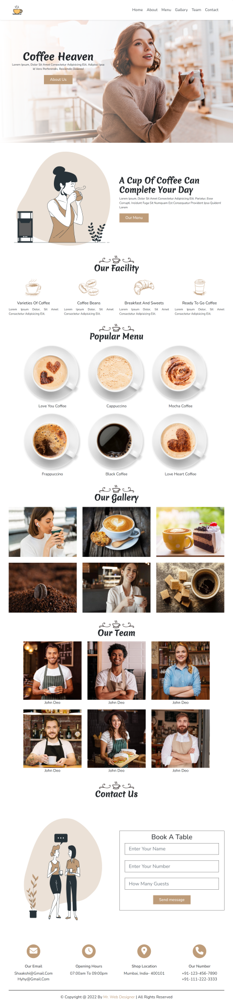 Home About Menu Gallery Team Contact
Coffee Heaven
Lorem Ipsum, Dolor Sit Amet Consectetur Adipisicing Elit. Adipisci Ipsa
Id Vero Perferendis. Reiciendis Dolores!
About Us
A Cup Of Coffee Can
Complete Your Day
Lorem Ipsum, Dolor Sit Amet Consectetur Adipisicing Elit. Pariatur, Esse
Corrupti. Incidunt Fuga Sit Numquam Est Consequatur Provident Ipsa Quidem!
Lorem
Our Menu
Our Facility
Varieties Of Coffee
Lorem Ipsum Dolor, Sit Amet
Consectetur Adipisicing Elit.
Coffee Beans
Lorem Ipsum Dolor, Sit Amet
Consectetur Adipisicing Elit.
Breakfast And Sweets
Lorem Ipsum Dolor, Sit Amet
Consectetur Adipisicing Elit.
Ready To Go Coffee
Lorem Ipsum Dolor, Sit Amet
Consectetur Adipisicing Elit.
Popular Menu
Love You Coffee
Cappuccino
Mocha Coffee
Frappuccino
Black Coffee
Love Heart Coffee
Our Gallery
Our Team
John Deo
John Deo
John Deo
John Deo
John Deo
John Deo
Contact Us
Book A Table
Enter Your Name
Enter Your Number
How Many Guests
Send message
Our Email
Shaakshi@Gmail.Com
Hyhy@Gmail.Com
Opening Hours
07:00am To 09:00pm
Shop Location
Mumbai, India- 400101
Our Number
+91-123-456-7890
+91-111-222-3333
© Copyright @ 2022 By Mr. Web Designer | All Rights Reserved